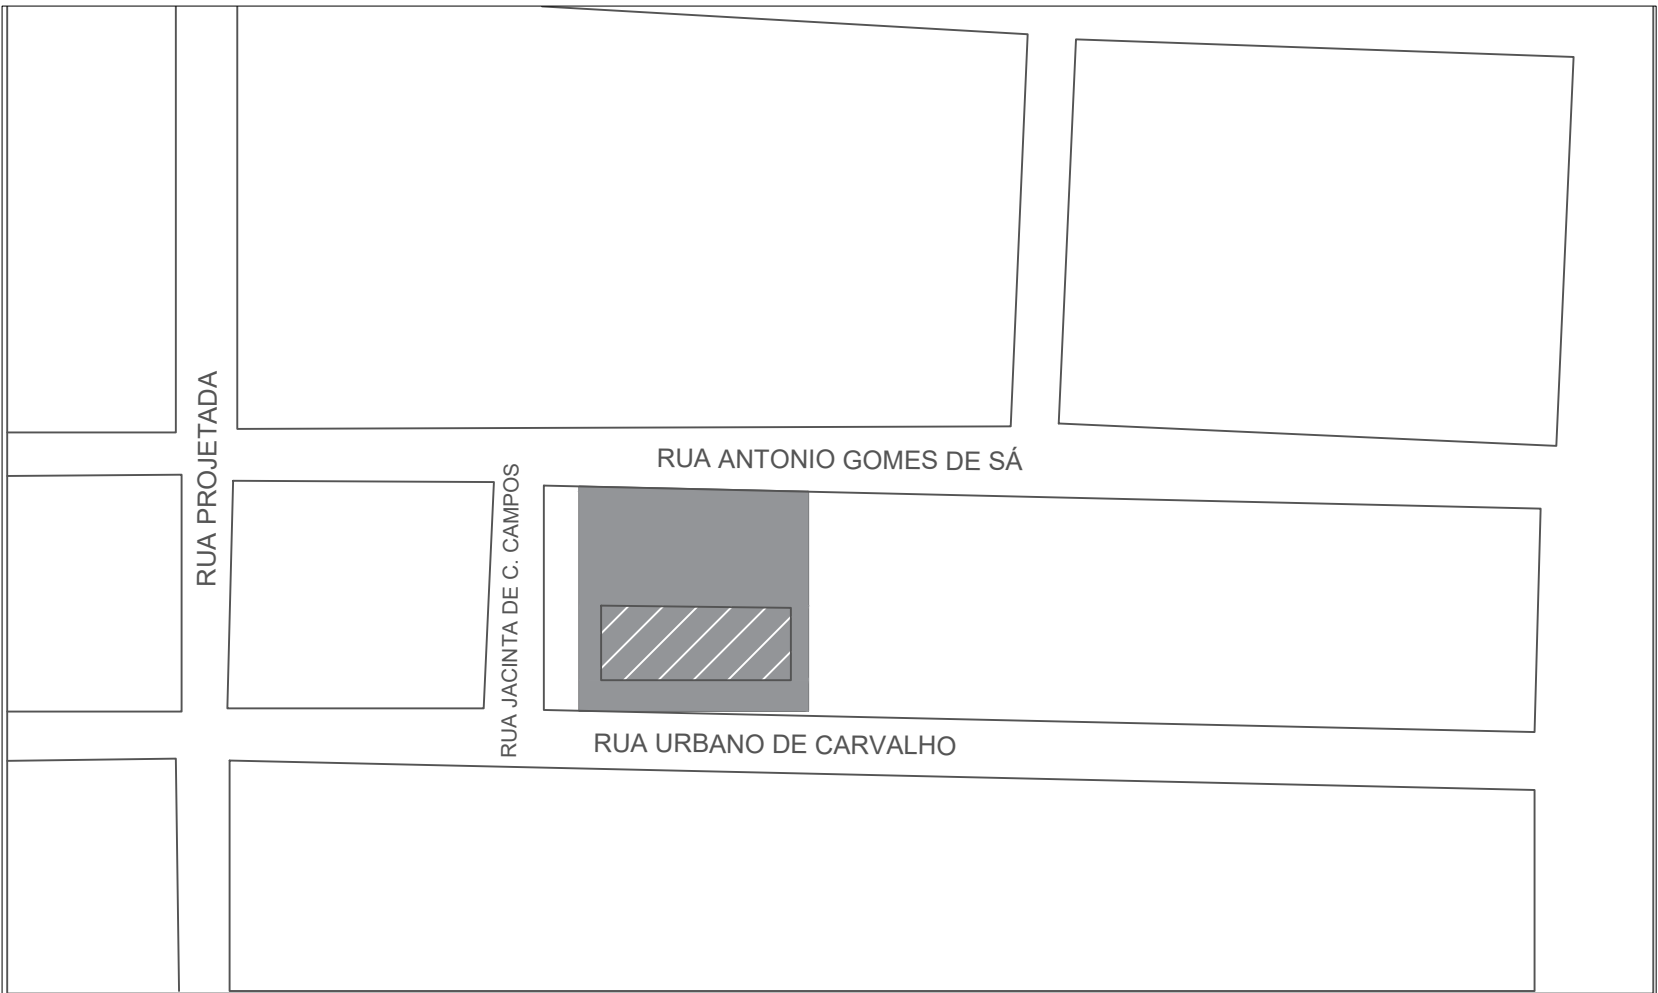 RUA PROJETADA
RUA ANTONIO GOMES DE SÁ
RUA JACINTA DE C. CAMPOS
RUA URBANO DE CARVALHO